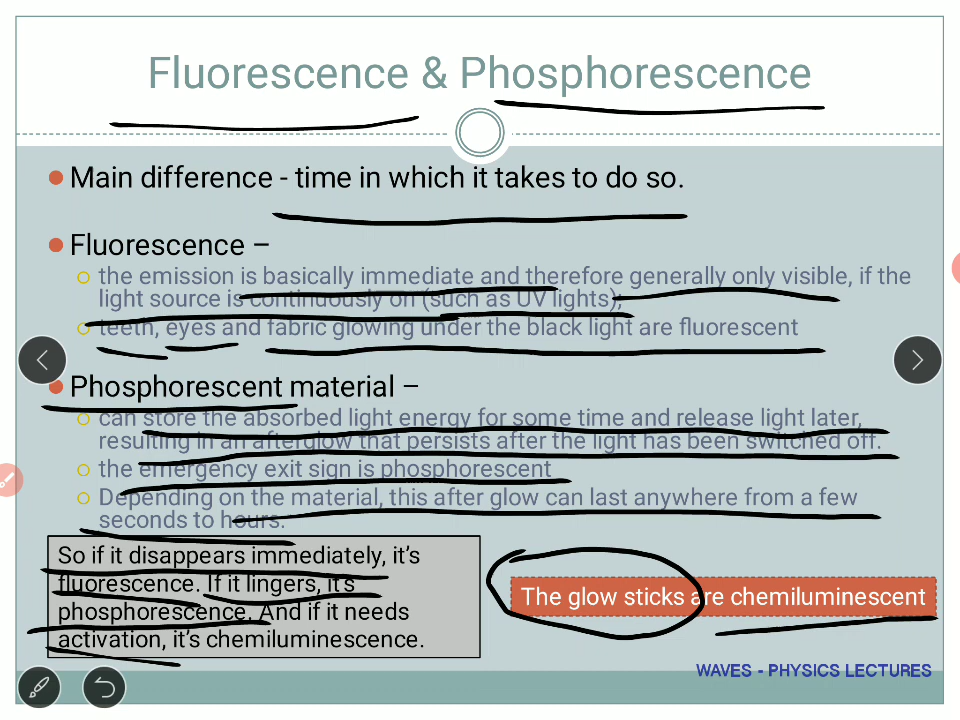 Fluorescence & Phosphorescence
Main difference - time in which it takes to do so.
Fluorescence –
the emission is basically immediate and therefore generally only visible, if the
light source is continuously on (such as UV lights);
teeth, eyes and fabric glowing under the black light are fluorescent
Phosphorescent material –
can store the absorbed light energy for some time and release light later,
resulting in an afterglow that persists after the light has been switched off.
the emergency exit sign is phosphorescent
Depending on the material, this after glow can last anywhere from a few
seconds to hours.
So if it disappears immediately, it’s
fluorescence. If it lingers, it’s
phosphorescence. And if it needs
activation, it’s chemiluminescence.
The glow sticks are chemiluminescent
WAVES - PHYSICS LECTURES